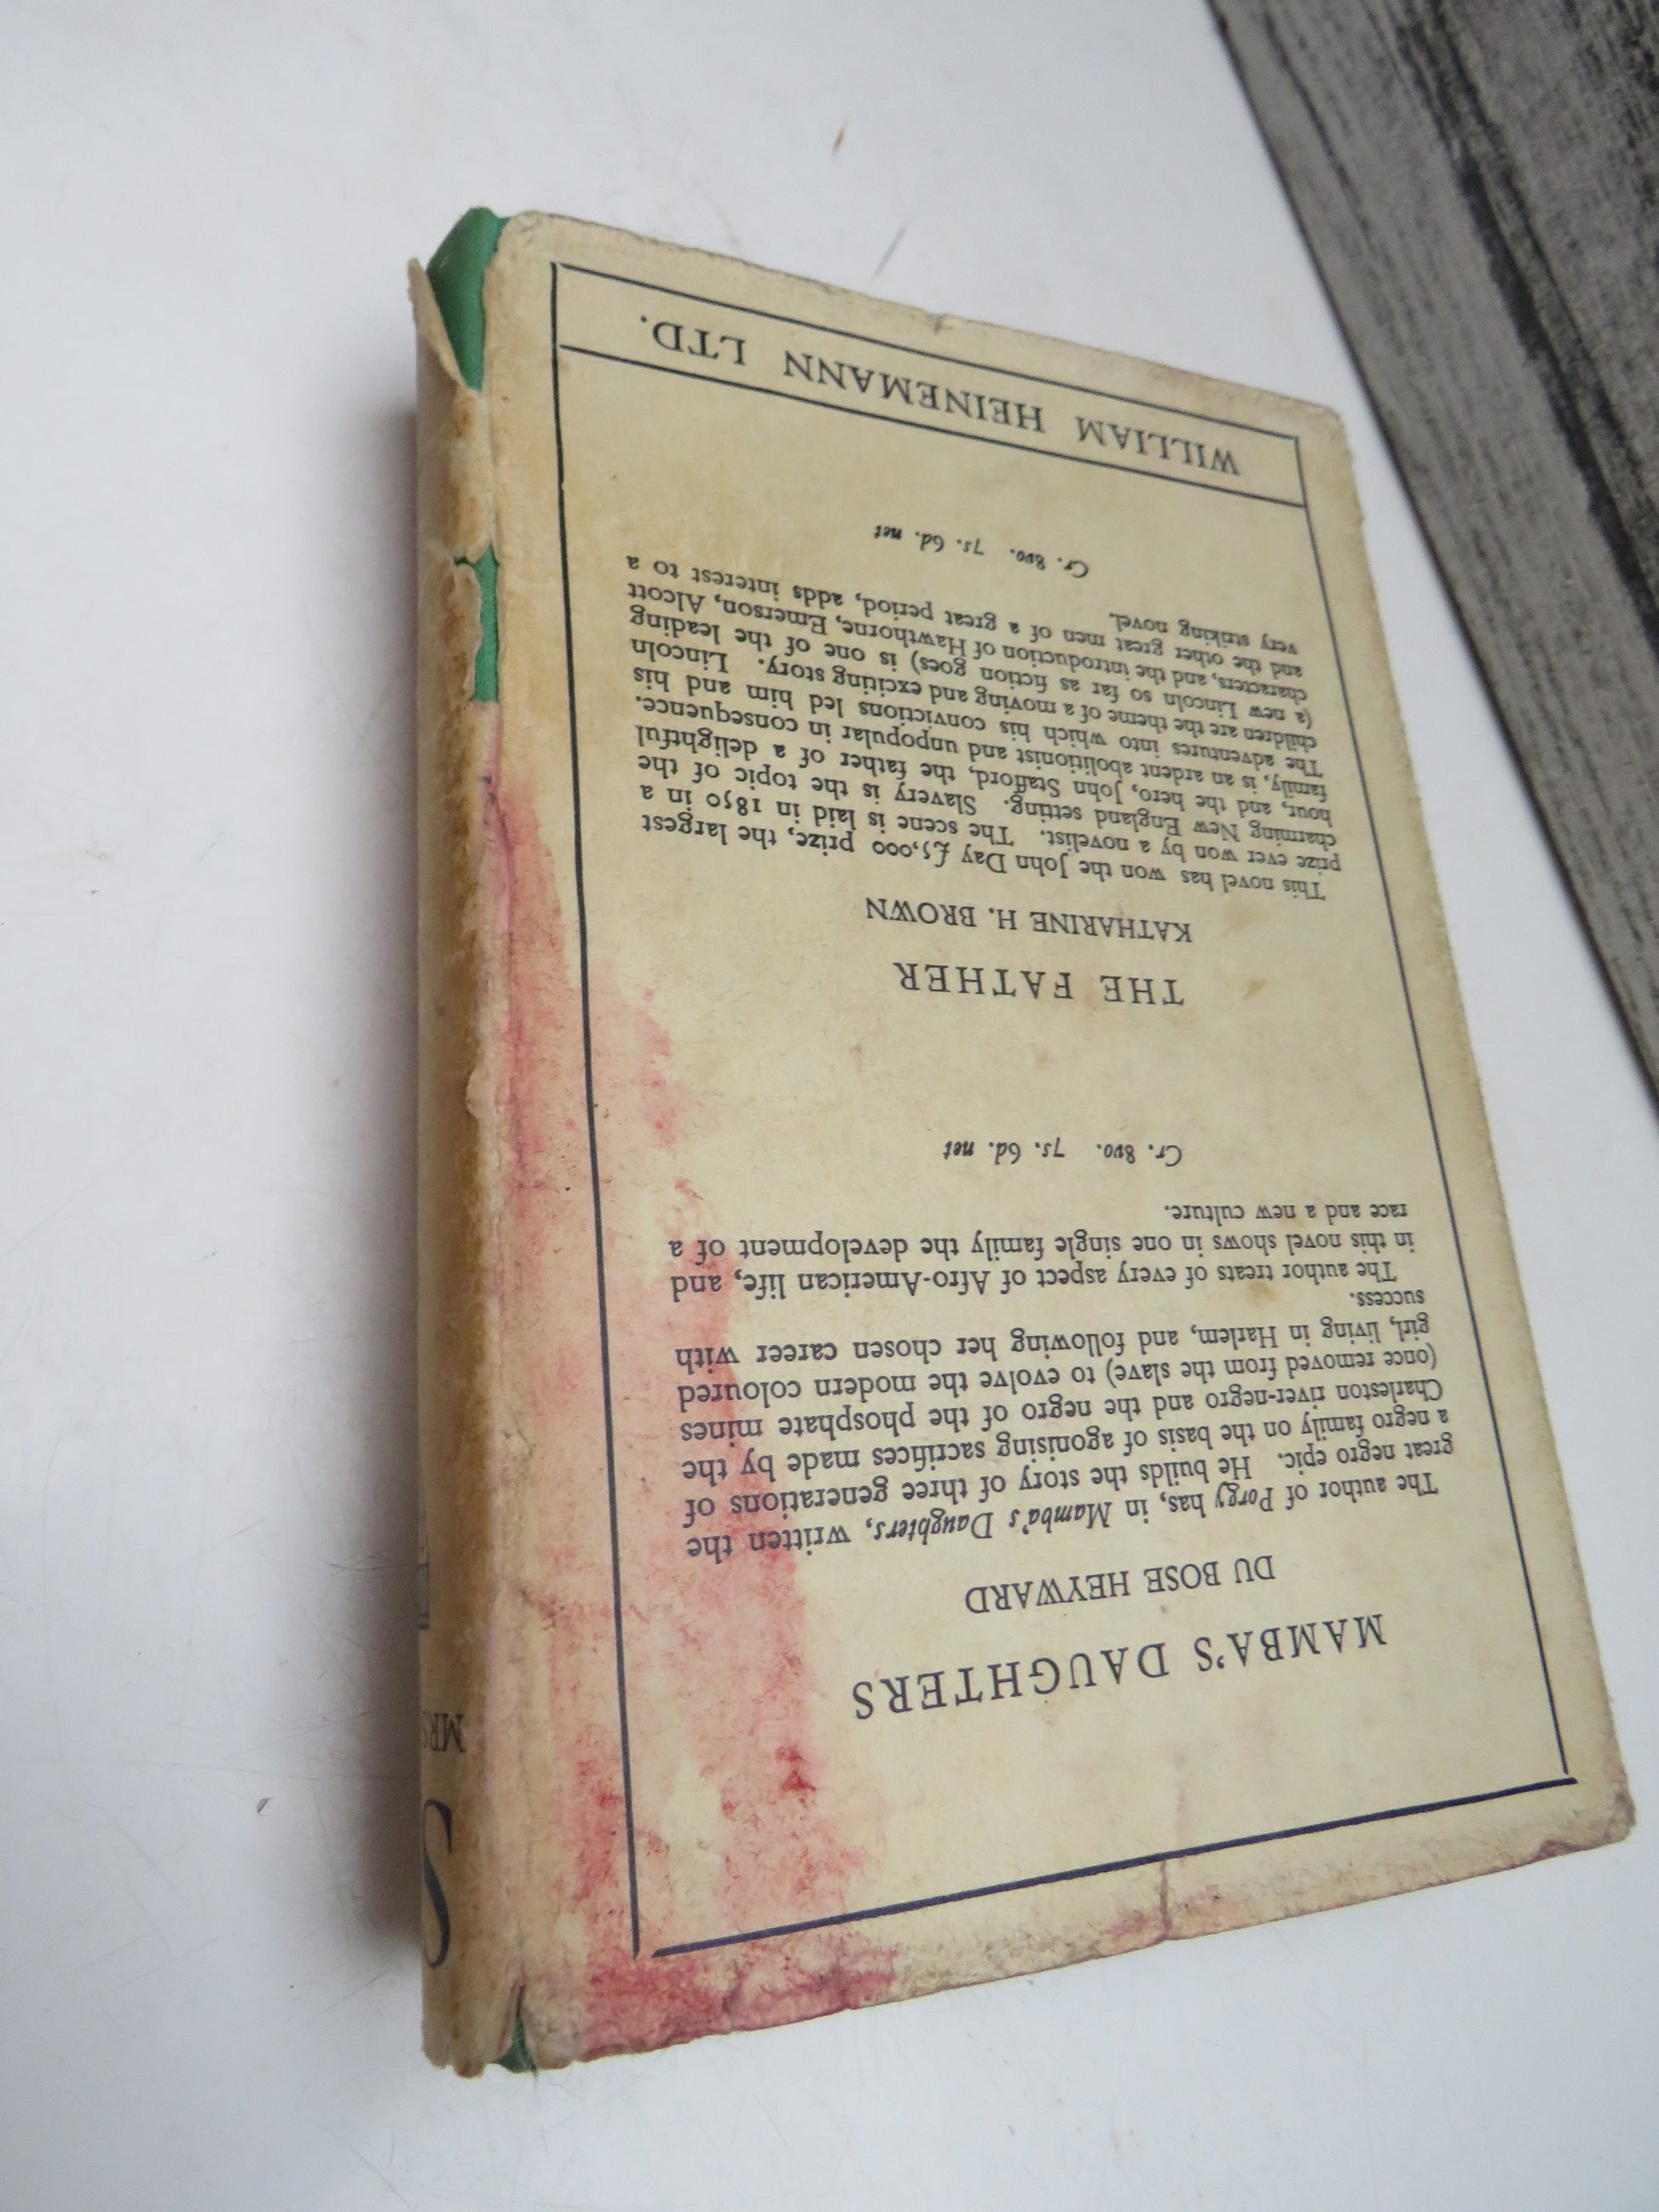 MAMBA'S DAUGHTERS
DU BOSE HEYWARD
The author of Porgy has, in Mamba's Daughters, written the
great negro epic. He builds the story of three generations of
a negro family on the basis of agonising sacrifices made by the
Charleston river-negro and the negro of the phosphate mines
(once removed from the slave) to evolve the modern coloured
girl, living in Harlem, and following her chosen career with
success.
The author treats of every aspect of Afro-American life, and
in this novel shows in one single family the development of a
race and a new culture.
Cr. 8vo. 7s. 6d. net
THE FATHER
KATHARINE H. BROWN
This novel has won the John Day £5,000 prize, the largest
prize ever won by a novelist. The scene is laid in 1850 in a
charming New England setting. Slavery is the topic of the
hour, and the hero, John Stafford, the father of a delightful
family, is an ardent abolitionist and unpopular in consequence.
The adventures into which his convictions led him and his
children are the theme of a moving and exciting story. Lincoln
(a new Lincoln so far as fiction goes) is one of the leading
characters, and the introduction of Hawthorne, Emerson, Alcott
and the other great men of a great period, adds interest to a
very striking novel.
Cr. 8vo. 7s. 6d. net
WILLIAM HEINEMANN LTD.
S
MRS